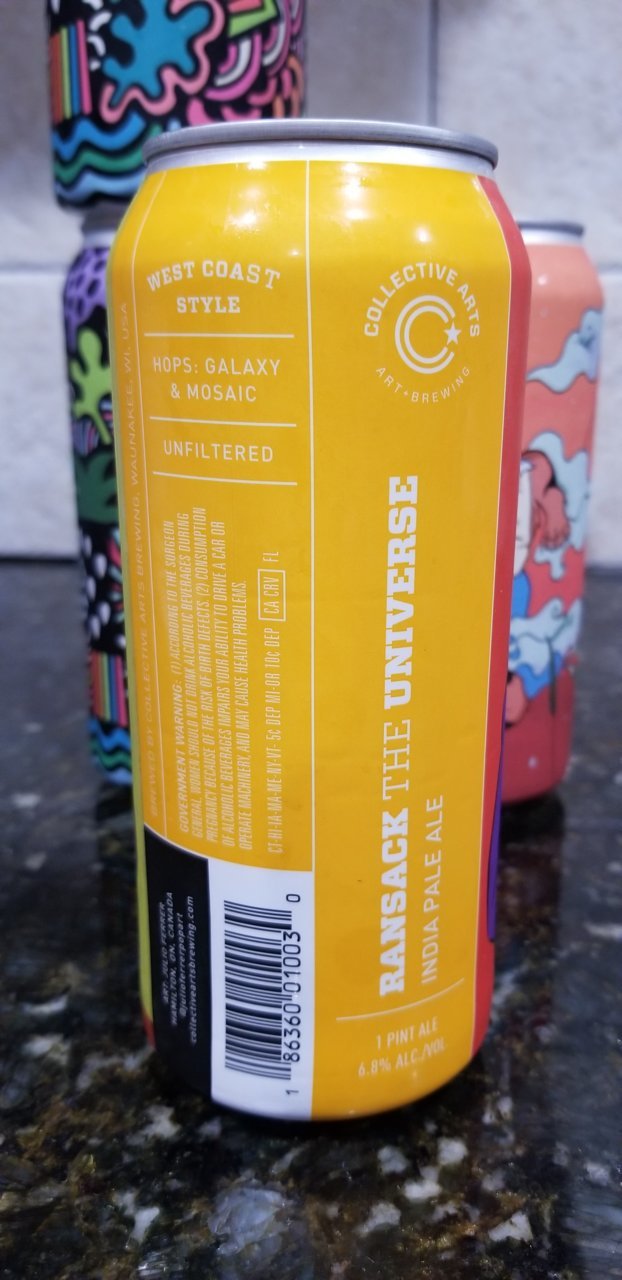 WEST COAST
STYLE
HOPS: GALAXY
& MOSAIC
UNFILTERED
BREWED BY COLLECTIVE ARTS BREWING, WAUNAKEE, WI, USA
GOVERNMENT WARNING: (1) ACCORDING TO THE SURGEON
GENERAL, WOMEN SHOULD NOT DRINK ALCOHOLIC BEVERAGES DURING
PREGNANCY BECAUSE OF THE RISK OF BIRTH DEFECTS. (2) CONSUMPTION
OF ALCOHOLIC BEVERAGES IMPAIRS YOUR ABILITY TO DRIVE A CAR OR
OPERATE MACHINERY, AND MAY CAUSE HEALTH PROBLEMS.
CT-HI-IA-MA-ME-NY-VT- 5¢ DEP MI-OR 10¢ DEP CA CRV FL
ART: JULIO FERRER
HAMILTON, ON, CANADA
@julioferrerpopart
collectiveartsbrewing.com
1 86360 01003 0
COLLECTIVE ARTS
ART + BREWING
RANSACK THE UNIVERSE
INDIA PALE ALE
1 PINT ALE
6.8% ALC./VOL.